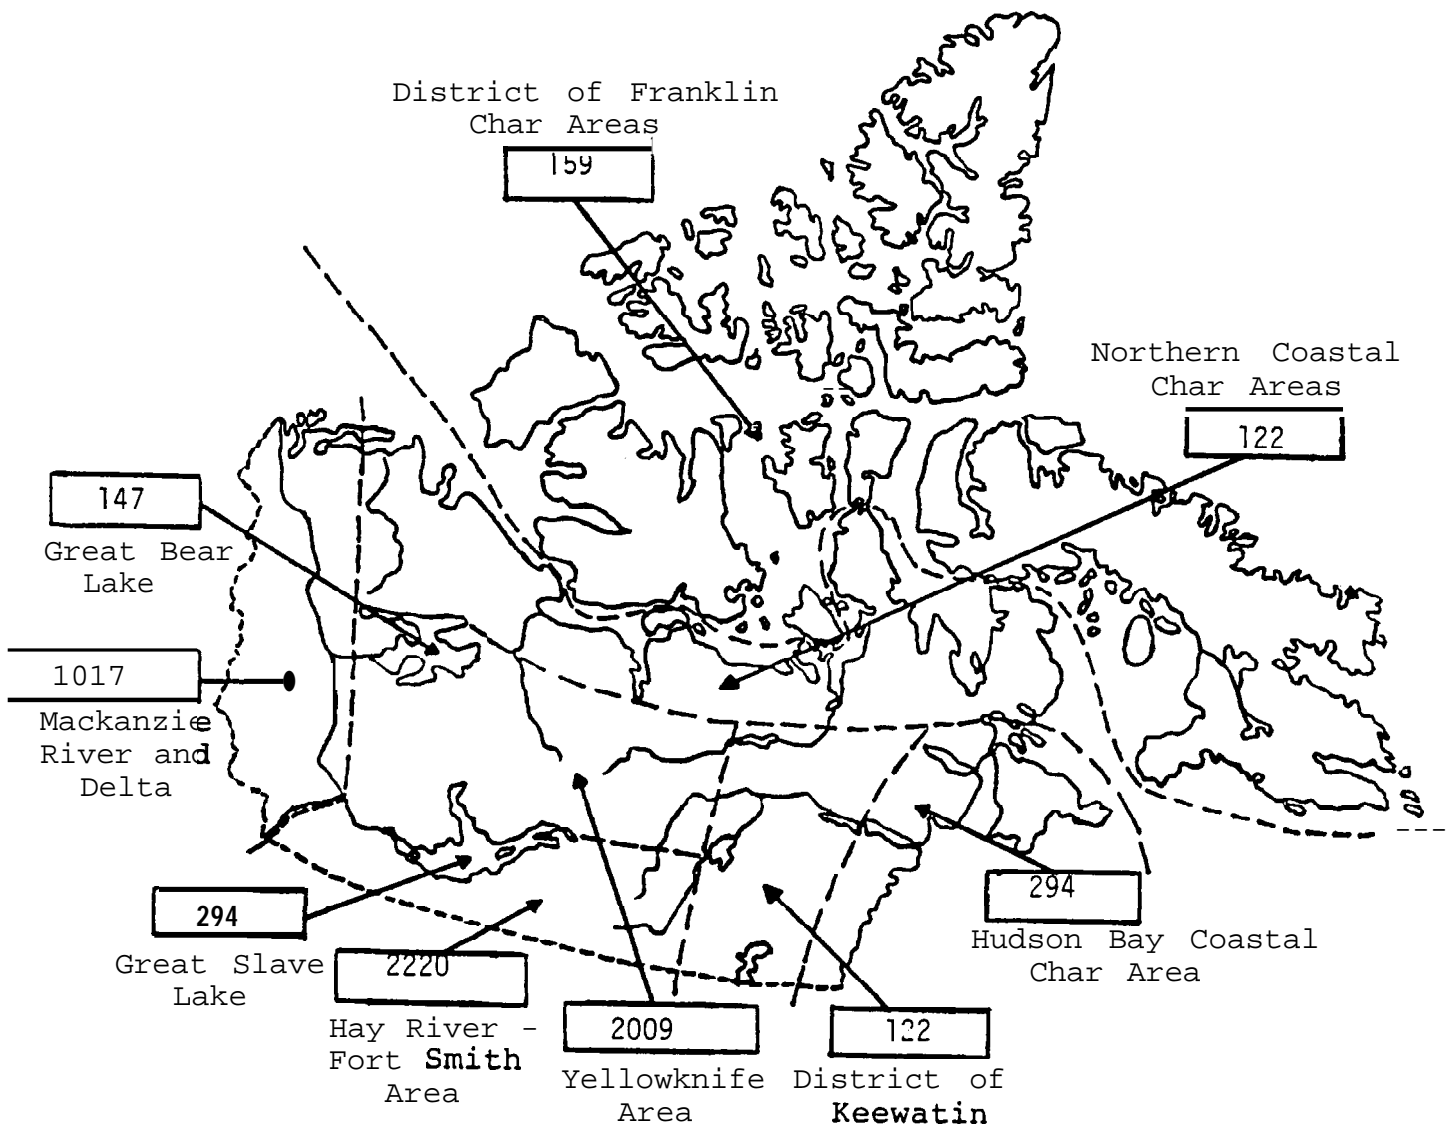 District of Franklin
Char Areas
159
Northern Coastal
Char Areas
122
147
Great Bear
Lake
1017
Mackanzie
River and
Delta
294
Great Slave
Lake
2220
Hay River -
Fort Smith
Area
2009
Yellowknife
Area
122
District of
Keewatin
294
Hudson Bay Coastal
Char Area